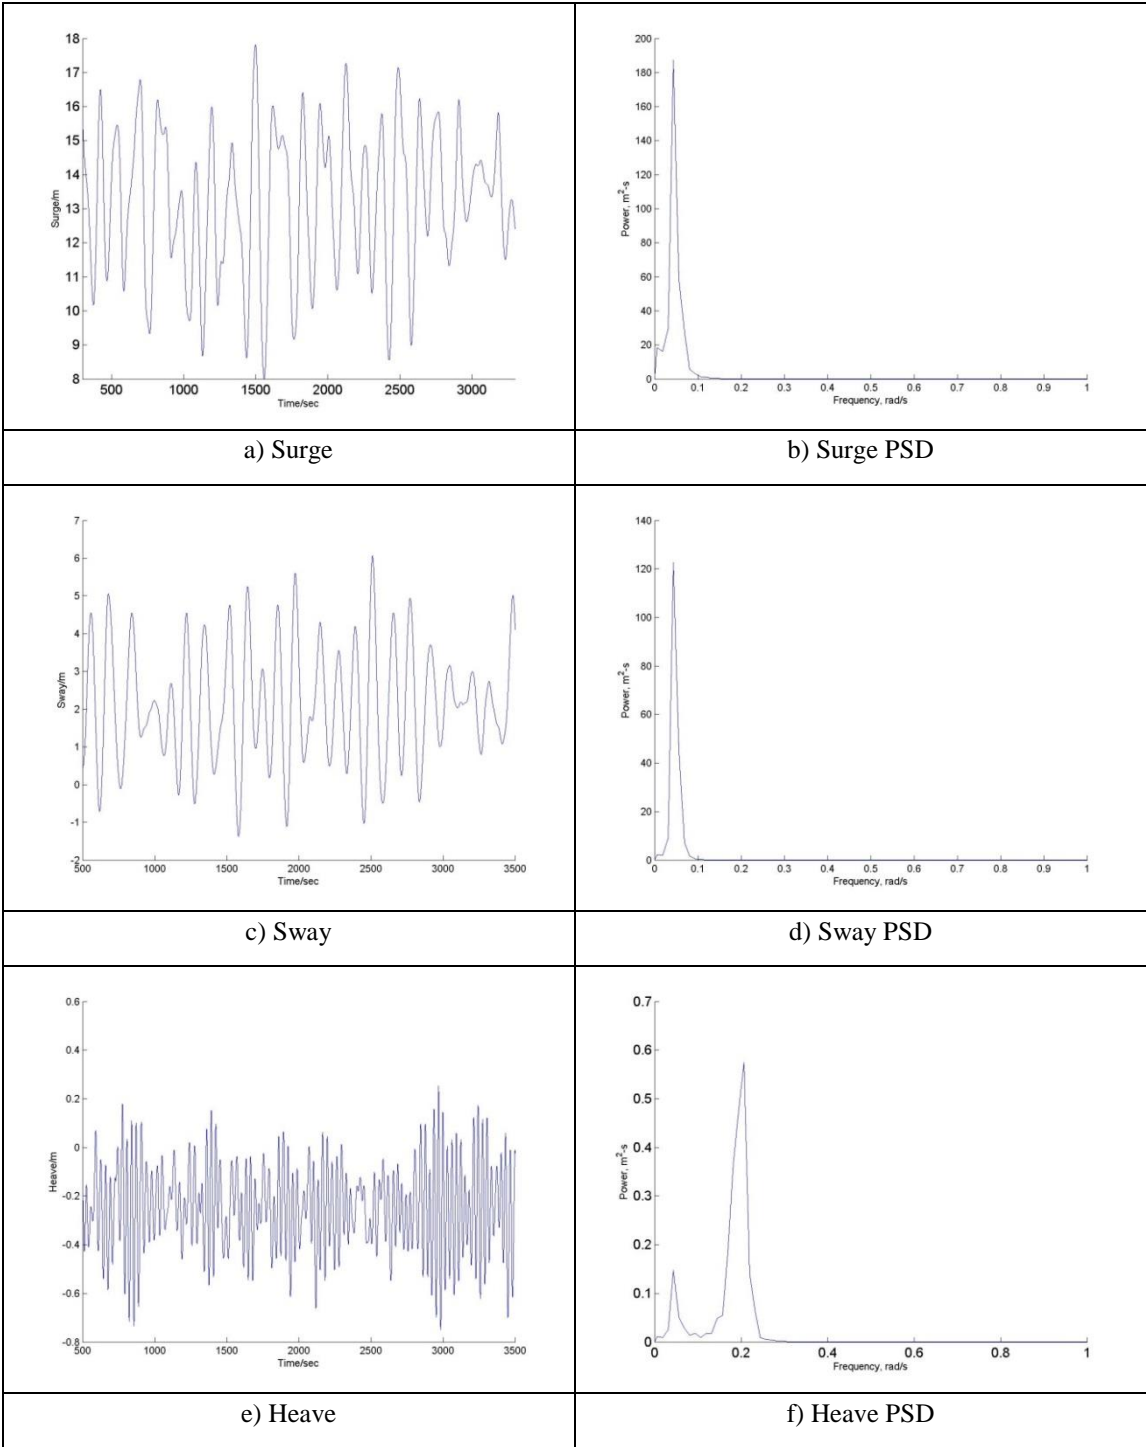 18
17
16
15
14
13
12
11
10
9
8
Surge/m
500 1000 1500 2000 2500 3000
Time/sec
200
180
160
140
120
100
80
60
40
20
0
Power, m²-s
0 0.1 0.2 0.3 0.4 0.5 0.6 0.7 0.8 0.9 1
Frequency, rad/s
a) Surge
b) Surge PSD
7
6
5
4
3
2
1
0
-1
-2
Sway/m
500 1000 1500 2000 2500 3000 3500
Time/sec
140
120
100
80
60
40
20
0
Power, m²-s
0 0.1 0.2 0.3 0.4 0.5 0.6 0.7 0.8 0.9 1
Frequency, rad/s
c) Sway
d) Sway PSD
0.6
0.4
0.2
0
-0.2
-0.4
-0.6
-0.8
Heave/m
500 1000 1500 2000 2500 3000 3500
Time/sec
0.7
0.6
0.5
0.4
0.3
0.2
0.1
0
Power, m²-s
0 0.2 0.4 0.6 0.8 1
Frequency, rad/s
e) Heave
f) Heave PSD